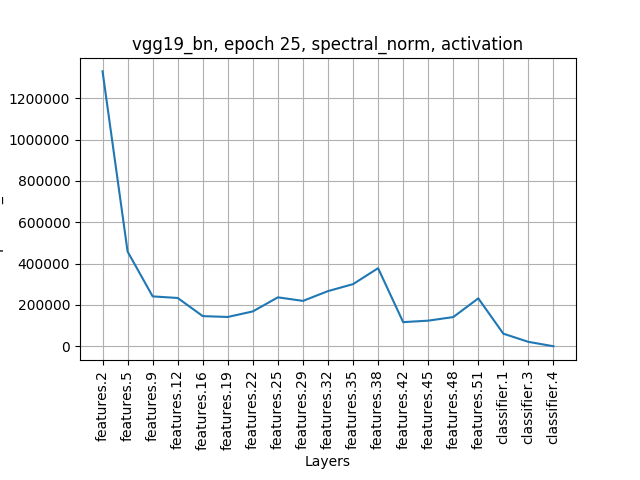 vgg19_bn, epoch 25, spectral_norm, activation
1200000
1000000
800000
600000
400000
200000
0
features.2
features.5
features.9
features.12
features.16
features.19
features.22
features.25
features.29
features.32
features.35
features.38
features.42
features.45
features.48
features.51
classifier.1
classifier.3
classifier.4
Layers